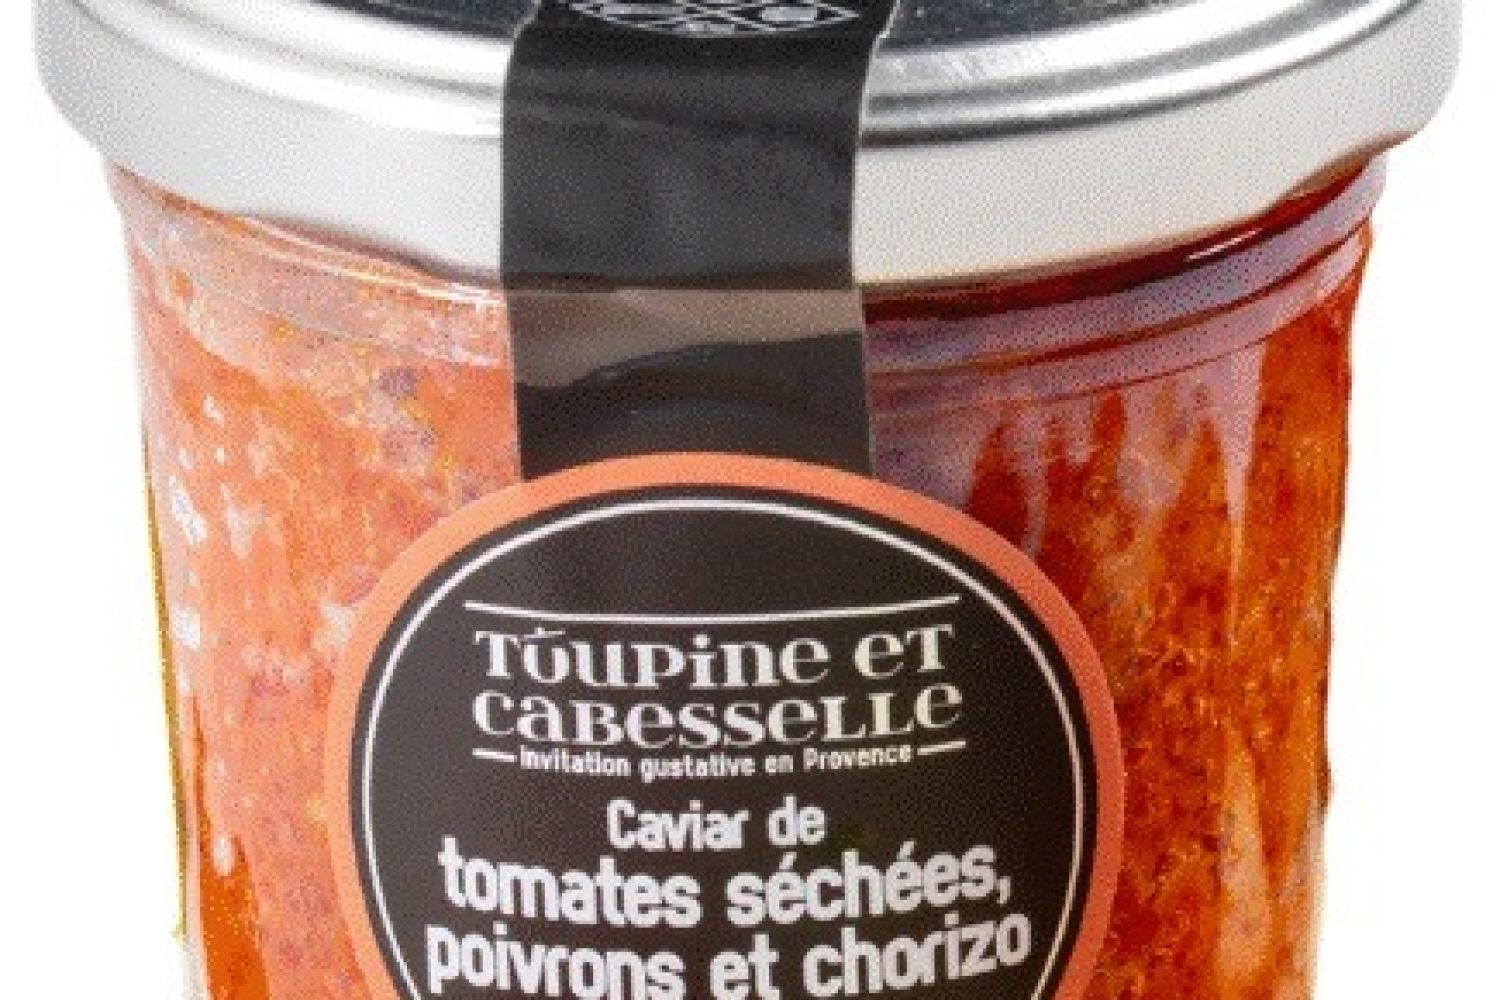 Toupine et
Cabesselle
Invitation gustative en Provence
Caviar de
tomates séchées,
poivrons et chorizo